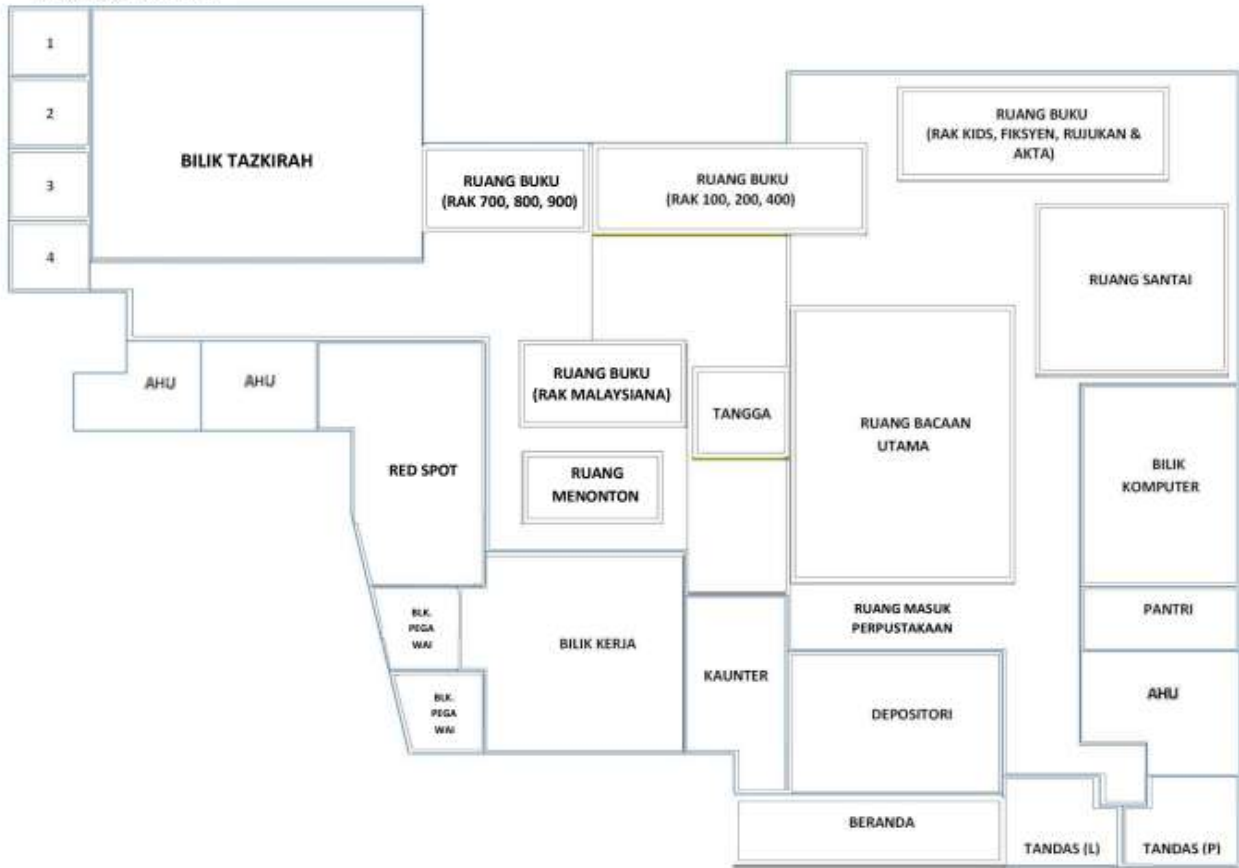 1
2
3
4
BILIK TAZKIRAH
RUANG BUKU
(RAK 700, 800, 900)
RUANG BUKU
(RAK 100, 200, 400)
RUANG BUKU
(RAK KIDS, FIKSYEN, RUJUKAN &
AKTA)
RUANG SANTAI
AHU
AHU
RED SPOT
RUANG BUKU
(RAK MALAYSIANA)
TANGGA
RUANG BACAAN
UTAMA
RUANG
MENONTON
BILIK
KOMPUTER
BLK.
PEGA
WAI
BLK.
PEGA
WAI
BILIK KERJA
KAUNTER
RUANG MASUK
PERPUSTAKAAN
PANTRI
DEPOSITORI
AHU
BERANDA
TANDAS (L)
TANDAS (P)